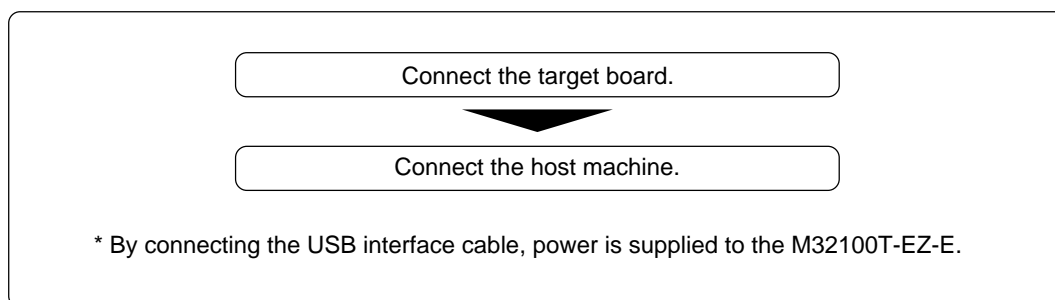 Connect the target board.
Connect the host machine.
* By connecting the USB interface cable, power is supplied to the M32100T-EZ-E.